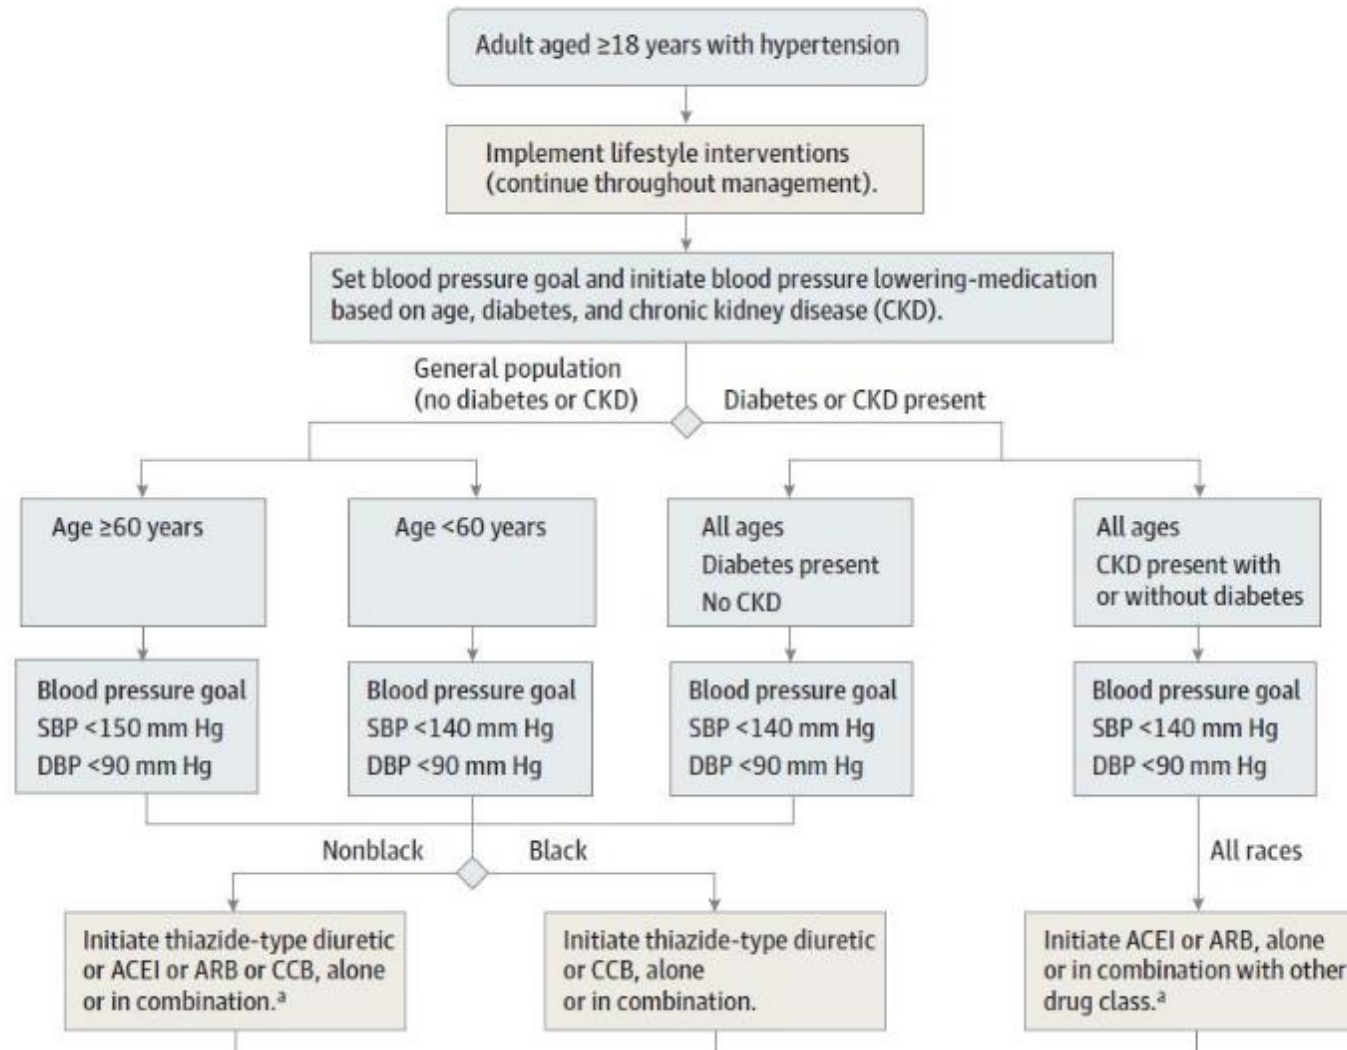 Adult aged ≥18 years with hypertension
Implement lifestyle interventions
(continue throughout management).
Set blood pressure goal and initiate blood pressure lowering-medication
based on age, diabetes, and chronic kidney disease (CKD).
General population
(no diabetes or CKD)
Diabetes or CKD present
Age ≥60 years
Age <60 years
All ages
Diabetes present
No CKD
All ages
CKD present with
or without diabetes
Blood pressure goal
SBP <150 mm Hg
DBP <90 mm Hg
Blood pressure goal
SBP <140 mm Hg
DBP <90 mm Hg
Blood pressure goal
SBP <140 mm Hg
DBP <90 mm Hg
Blood pressure goal
SBP <140 mm Hg
DBP <90 mm Hg
Nonblack
Black
All races
Initiate thiazide-type diuretic
or ACEI or ARB or CCB, alone
or in combination.ᵃ
Initiate thiazide-type diuretic
or CCB, alone
or in combination.
Initiate ACEI or ARB, alone
or in combination with other
drug class.ᵃ